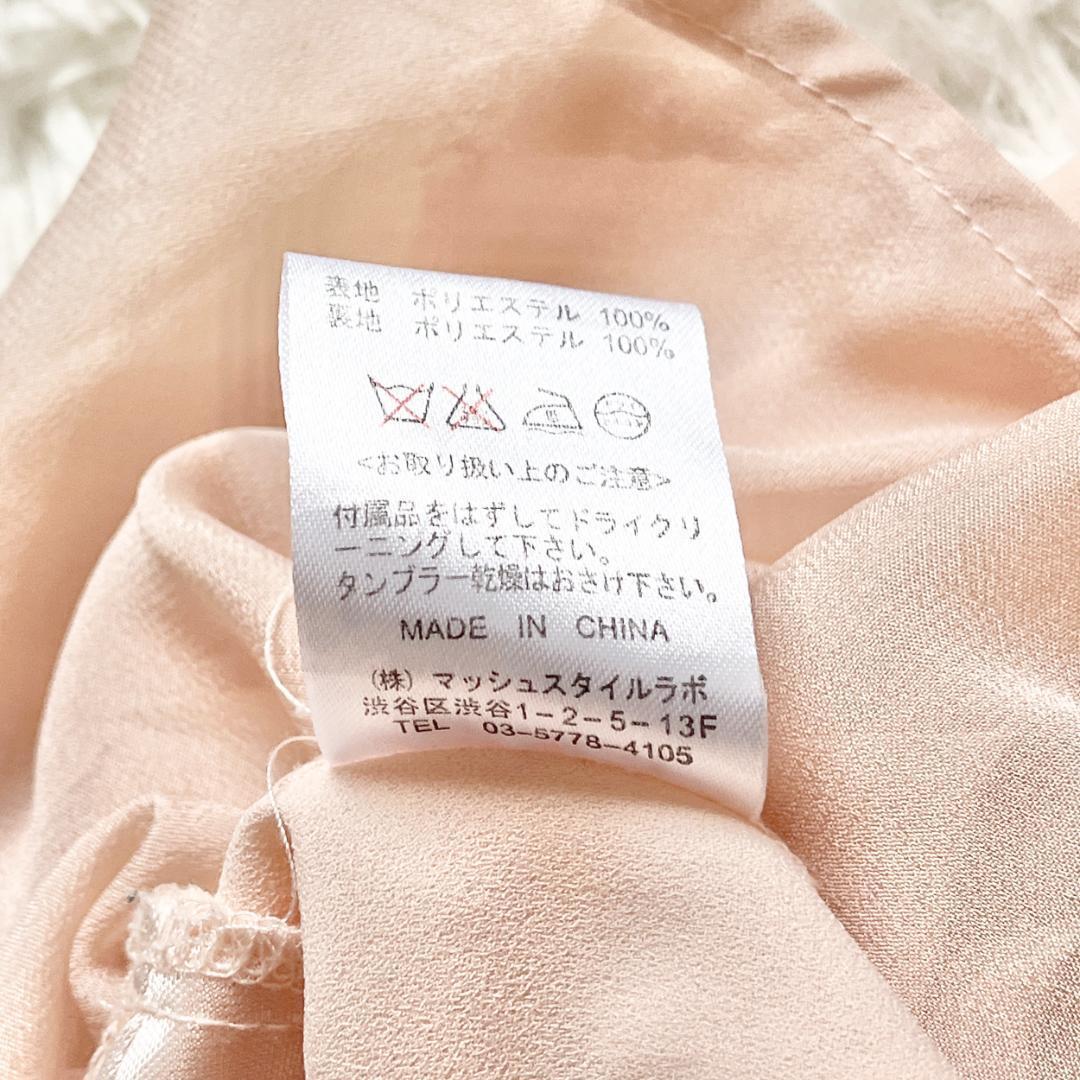 表地 ポリエステル 100%
裏地 ポリエステル 100%
<お取り扱い上のご注意>
付属品をはずしてドライクリ
ーニングして下さい。
タンブラー乾燥はおさけ下さい。
MADE IN CHINA
(株) マッシュスタイルラボ
渋谷区渋谷1-2-5-13F
TEL 03-5778-4105